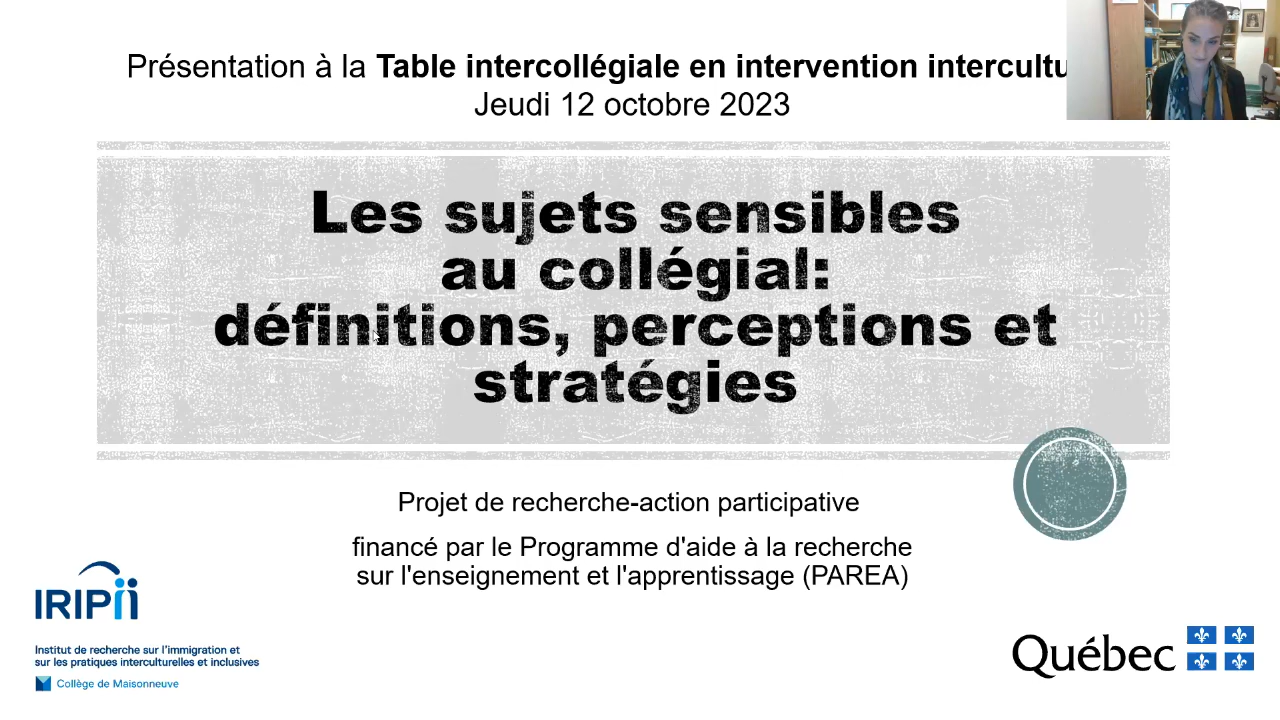 Présentation à la Table intercollégiale en intervention intercultu
Jeudi 12 octobre 2023
Les sujets sensibles
au collégial:
définitions, perceptions et
stratégies
Projet de recherche-action participative
financé par le Programme d'aide à la recherche
sur l'enseignement et l'apprentissage (PAREA)
IRIPII
Institut de recherche sur l'immigration et
sur les pratiques interculturelles et inclusives
Collège de Maisonneuve
Québec